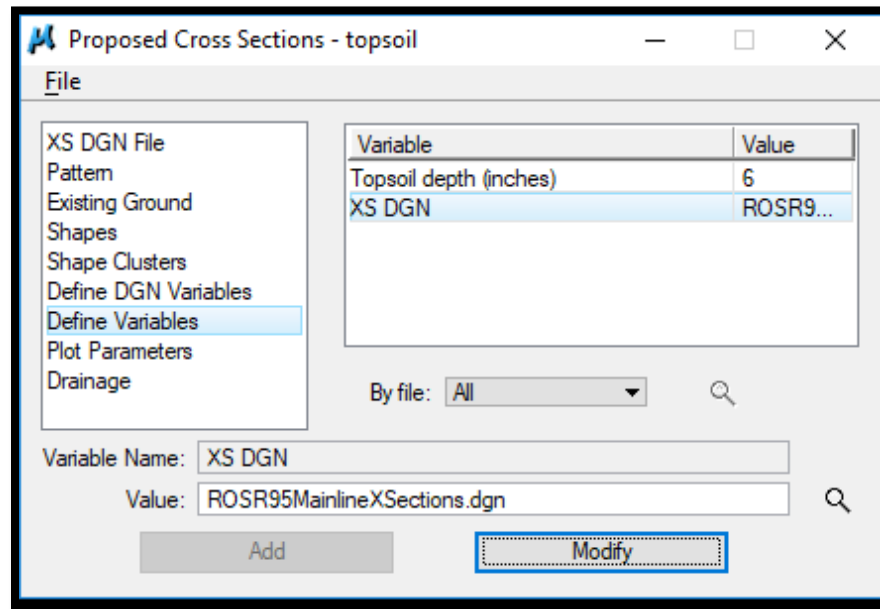 Proposed Cross Sections - topsoil
File
XS DGN File
Pattern
Existing Ground
Shapes
Shape Clusters
Define DGN Variables
Define Variables
Plot Parameters
Drainage
Variable Value
Topsoil depth (inches) 6
XS DGN ROSR9...
By file: All
Variable Name: XS DGN
Value: ROSR95MainlineXSections.dgn
Add Modify